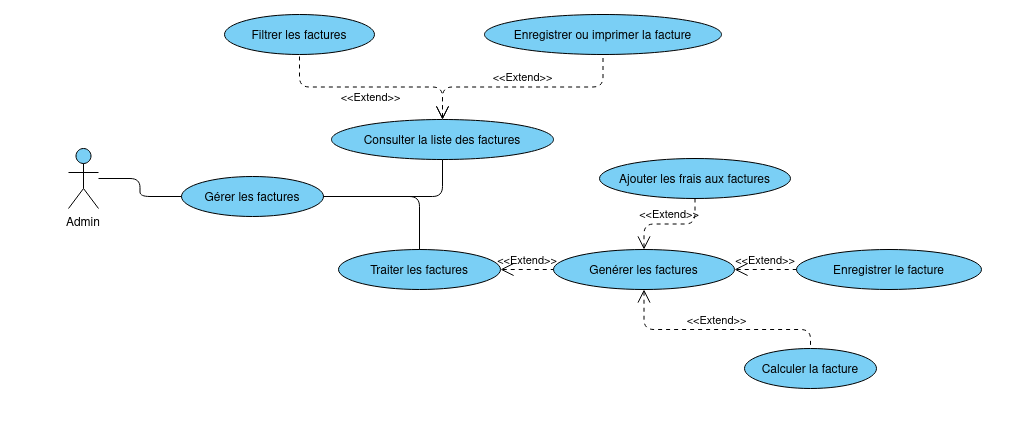 Filtrer les factures
Enregistrer ou imprimer la facture
<<Extend>>
<<Extend>>
Consulter la liste des factures
Ajouter les frais aux factures
Gérer les factures
Admin
<<Extend>>
<<Extend>>
<<Extend>>
Traiter les factures
Genérer les factures
Enregistrer le facture
<<Extend>>
Calculer la facture